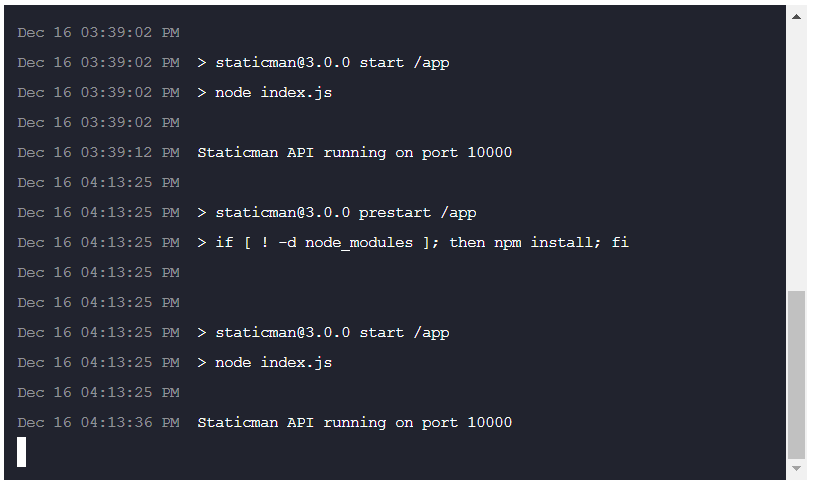 Dec 16 03:39:02 PM
Dec 16 03:39:02 PM > staticman@3.0.0 start /app
Dec 16 03:39:02 PM > node index.js
Dec 16 03:39:02 PM
Dec 16 03:39:12 PM Staticman API running on port 10000
Dec 16 04:13:25 PM
Dec 16 04:13:25 PM > staticman@3.0.0 prestart /app
Dec 16 04:13:25 PM > if [ ! -d node_modules ]; then npm install; fi
Dec 16 04:13:25 PM
Dec 16 04:13:25 PM
Dec 16 04:13:25 PM > staticman@3.0.0 start /app
Dec 16 04:13:25 PM > node index.js
Dec 16 04:13:25 PM
Dec 16 04:13:36 PM Staticman API running on port 10000